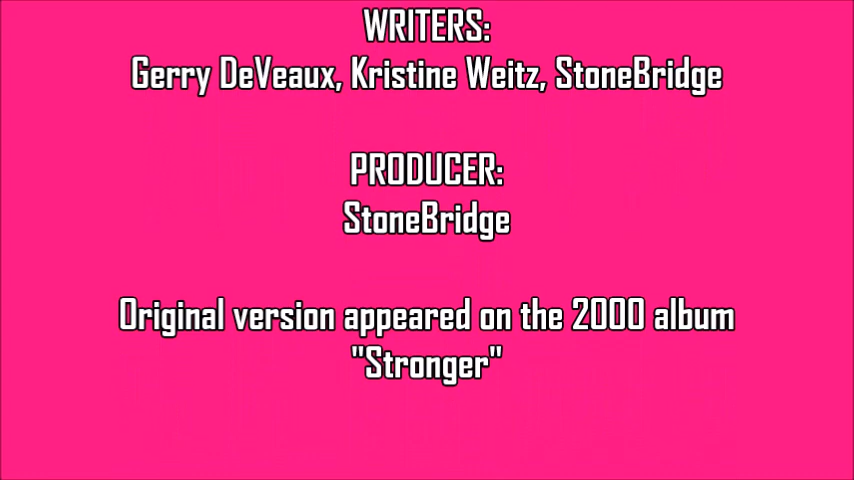 WRITERS:
Gerry DeVeaux, Kristine Weitz, StoneBridge
PRODUCER:
StoneBridge
Original version appeared on the 2000 album
"Stronger"